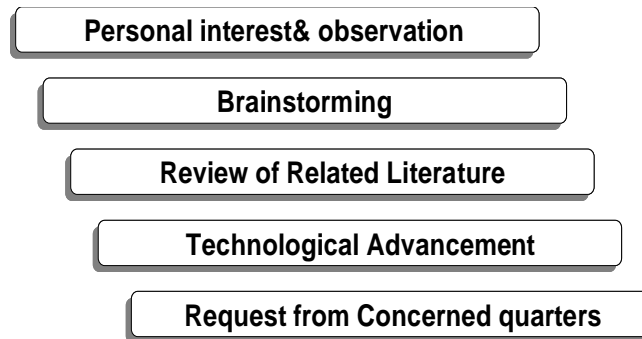 Personal interest& observation
Brainstorming
Review of Related Literature
Technological Advancement
Request from Concerned quarters